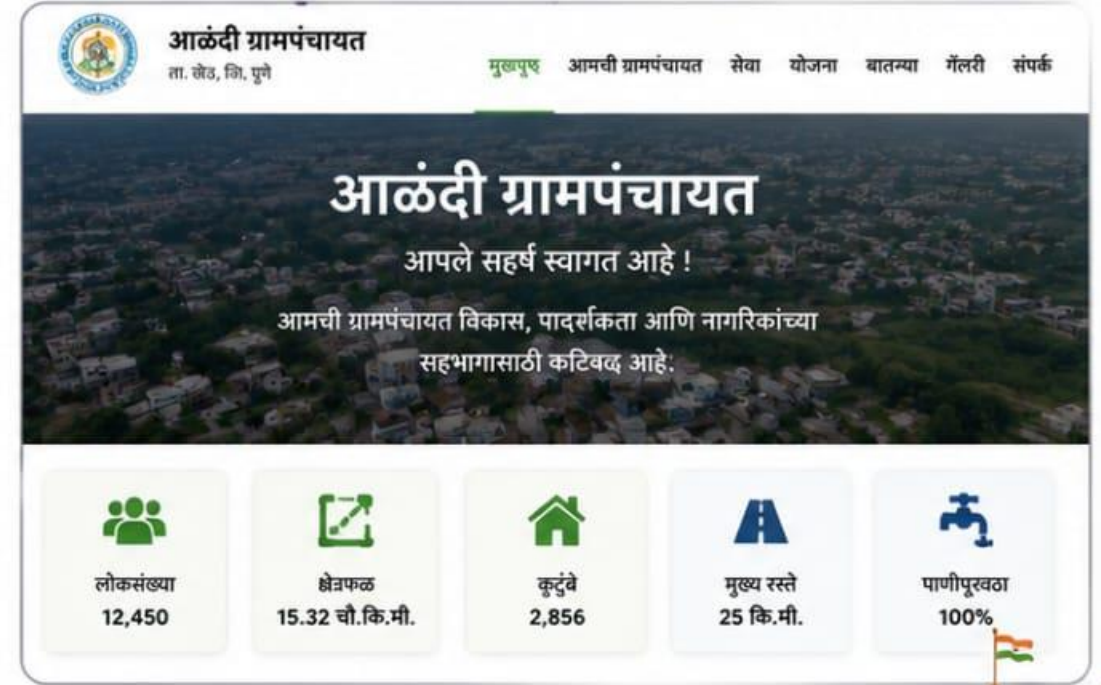 आळंदी ग्रामपंचायत
ता. खेड, जि. पुणे
मुखपृष्ठ आमची ग्रामपंचायत सेवा योजना बातम्या गॅलरी संपर्क
आळंदी ग्रामपंचायत
आपले सहर्ष स्वागत आहे !
आमची ग्रामपंचायत विकास, पादर्शकता आणि नागरिकांच्या
सहभागासाठी कटिबद्ध आहे.
लोकसंख्या
12,450
क्षेत्रफळ
15.32 चौ.कि.मी.
कुटुंबे
2,856
मुख्य रस्ते
25 कि.मी.
पाणीपूरवठा
100%